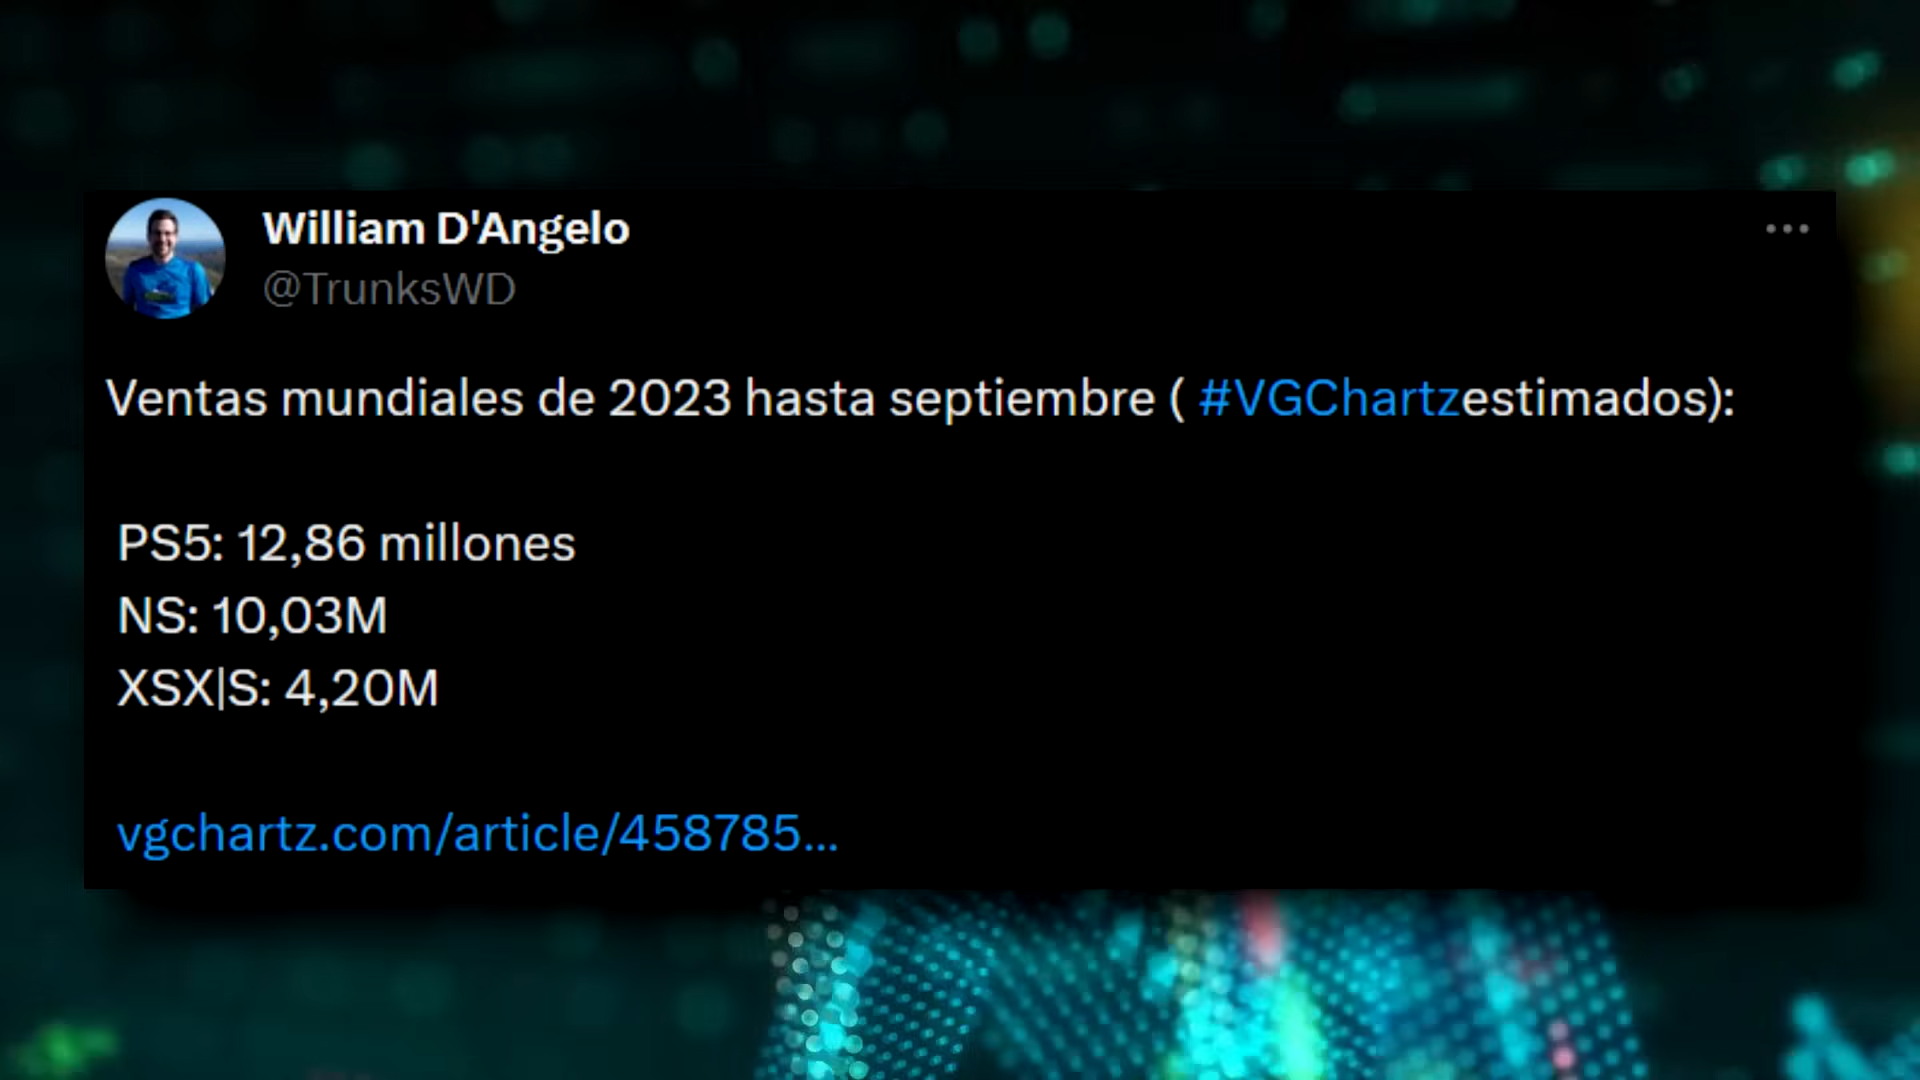 William D'Angelo
@TrunksWD
Ventas mundiales de 2023 hasta septiembre ( #VGChartzestimados):
PS5: 12,86 millones
NS: 10,03M
XSX|S: 4,20M
vgchartz.com/article/458785...